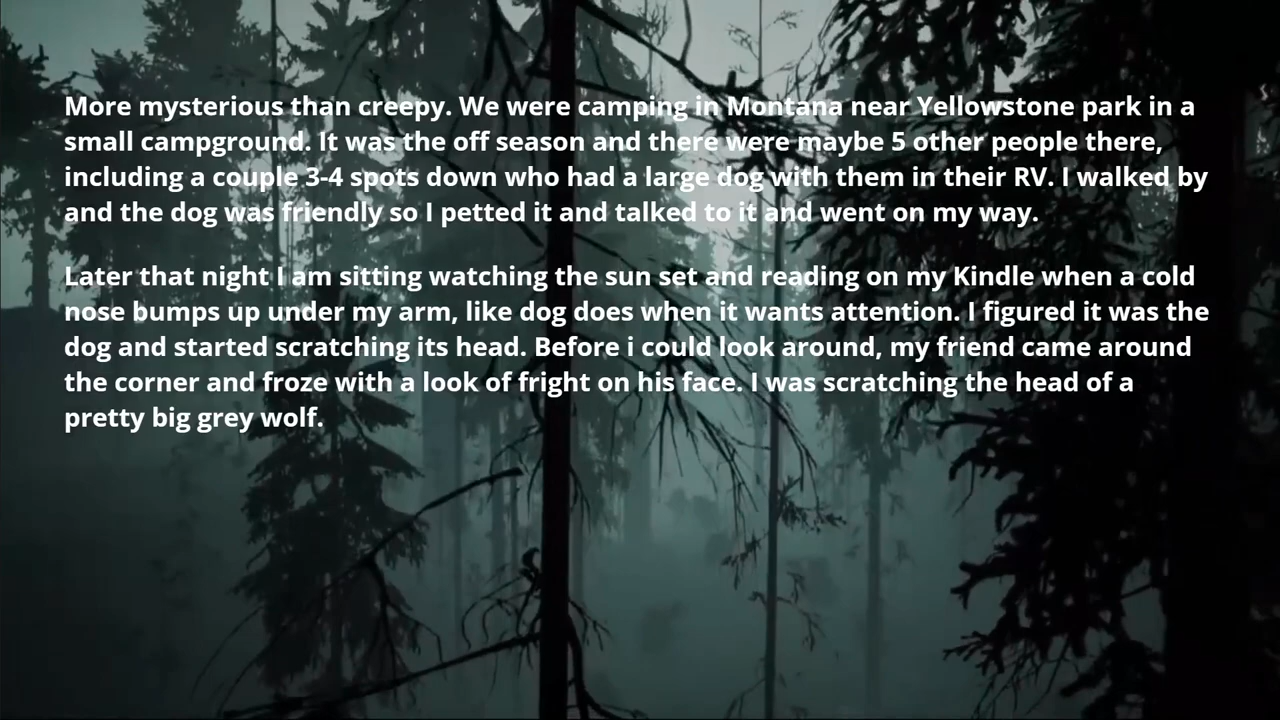 More mysterious than creepy. We were camping in Montana near Yellowstone park in a
small campground. It was the off season and there were maybe 5 other people there,
including a couple 3-4 spots down who had a large dog with them in their RV. I walked by
and the dog was friendly so I petted it and talked to it and went on my way.
Later that night I am sitting watching the sun set and reading on my Kindle when a cold
nose bumps up under my arm, like dog does when it wants attention. I figured it was the
dog and started scratching its head. Before i could look around, my friend came around
the corner and froze with a look of fright on his face. I was scratching the head of a
pretty big grey wolf.